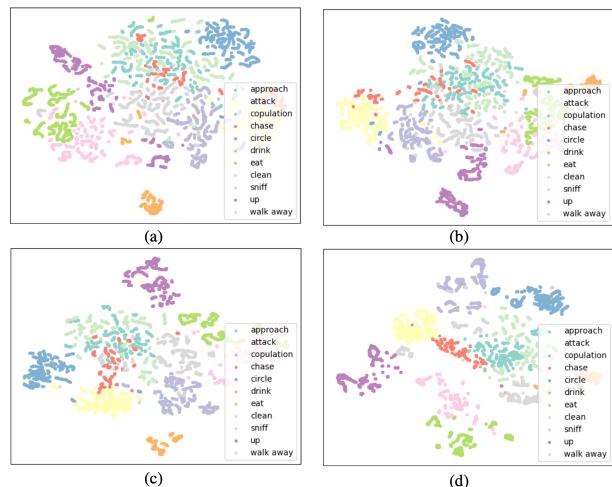 approach
attack
copulation
chase
circle
drink
eat
clean
sniff
up
walk away
(a)
approach
attack
copulation
chase
circle
drink
eat
clean
sniff
up
walk away
(b)
approach
attack
copulation
chase
circle
drink
eat
clean
sniff
up
walk away
(c)
approach
attack
copulation
chase
circle
drink
eat
clean
sniff
up
walk away
(d)